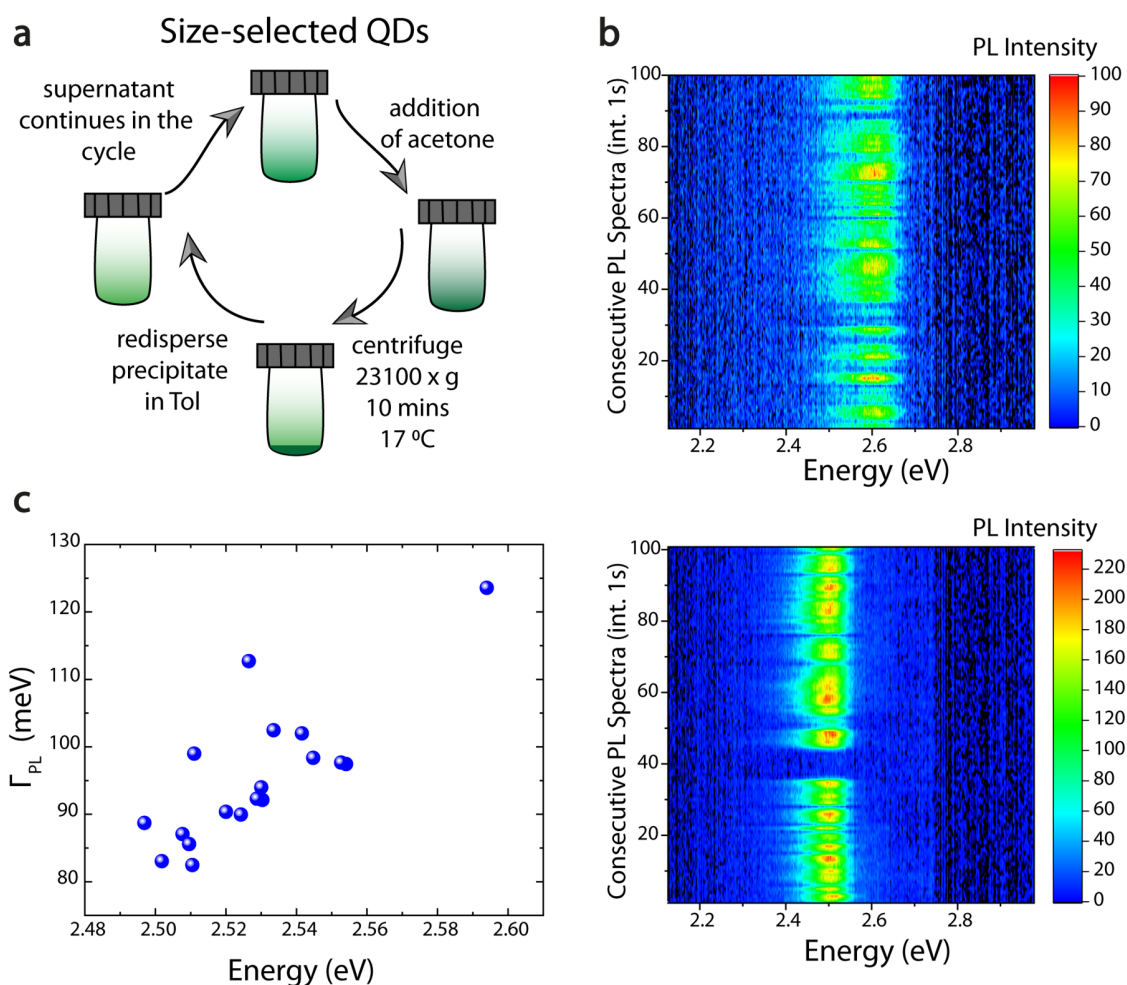 a
Size-selected QDs
supernatant
continues in the
cycle
addition
of acetone
redisperse
precipitate
in Tol
centrifuge
23100 x g
10 mins
17 ºC
b
PL Intensity
100
80
60
40
20
Consecutive PL Spectra (int. 1s)
2.2 2.4 2.6 2.8
Energy (eV)
100
90
80
70
60
50
40
30
20
10
0
c
130
120
110
100
90
80
ΓPL (meV)
2.48 2.50 2.52 2.54 2.56 2.58 2.60
Energy (eV)
PL Intensity
100
80
60
40
20
Consecutive PL Spectra (int. 1s)
2.2 2.4 2.6 2.8
Energy (eV)
220
200
180
160
140
120
100
80
60
40
20
0